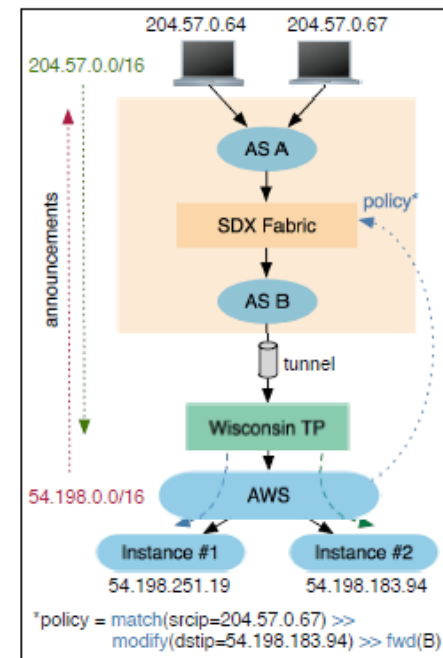 204.57.0.64 204.57.0.67
204.57.0.0/16
announcements
AS A
policy*
SDX Fabric
AS B
tunnel
Wisconsin TP
54.198.0.0/16
AWS
Instance #1 Instance #2
54.198.251.19 54.198.183.94
*policy = match(srcip=204.57.0.67) >>
modify(dstip=54.198.183.94) >> fwd(B)